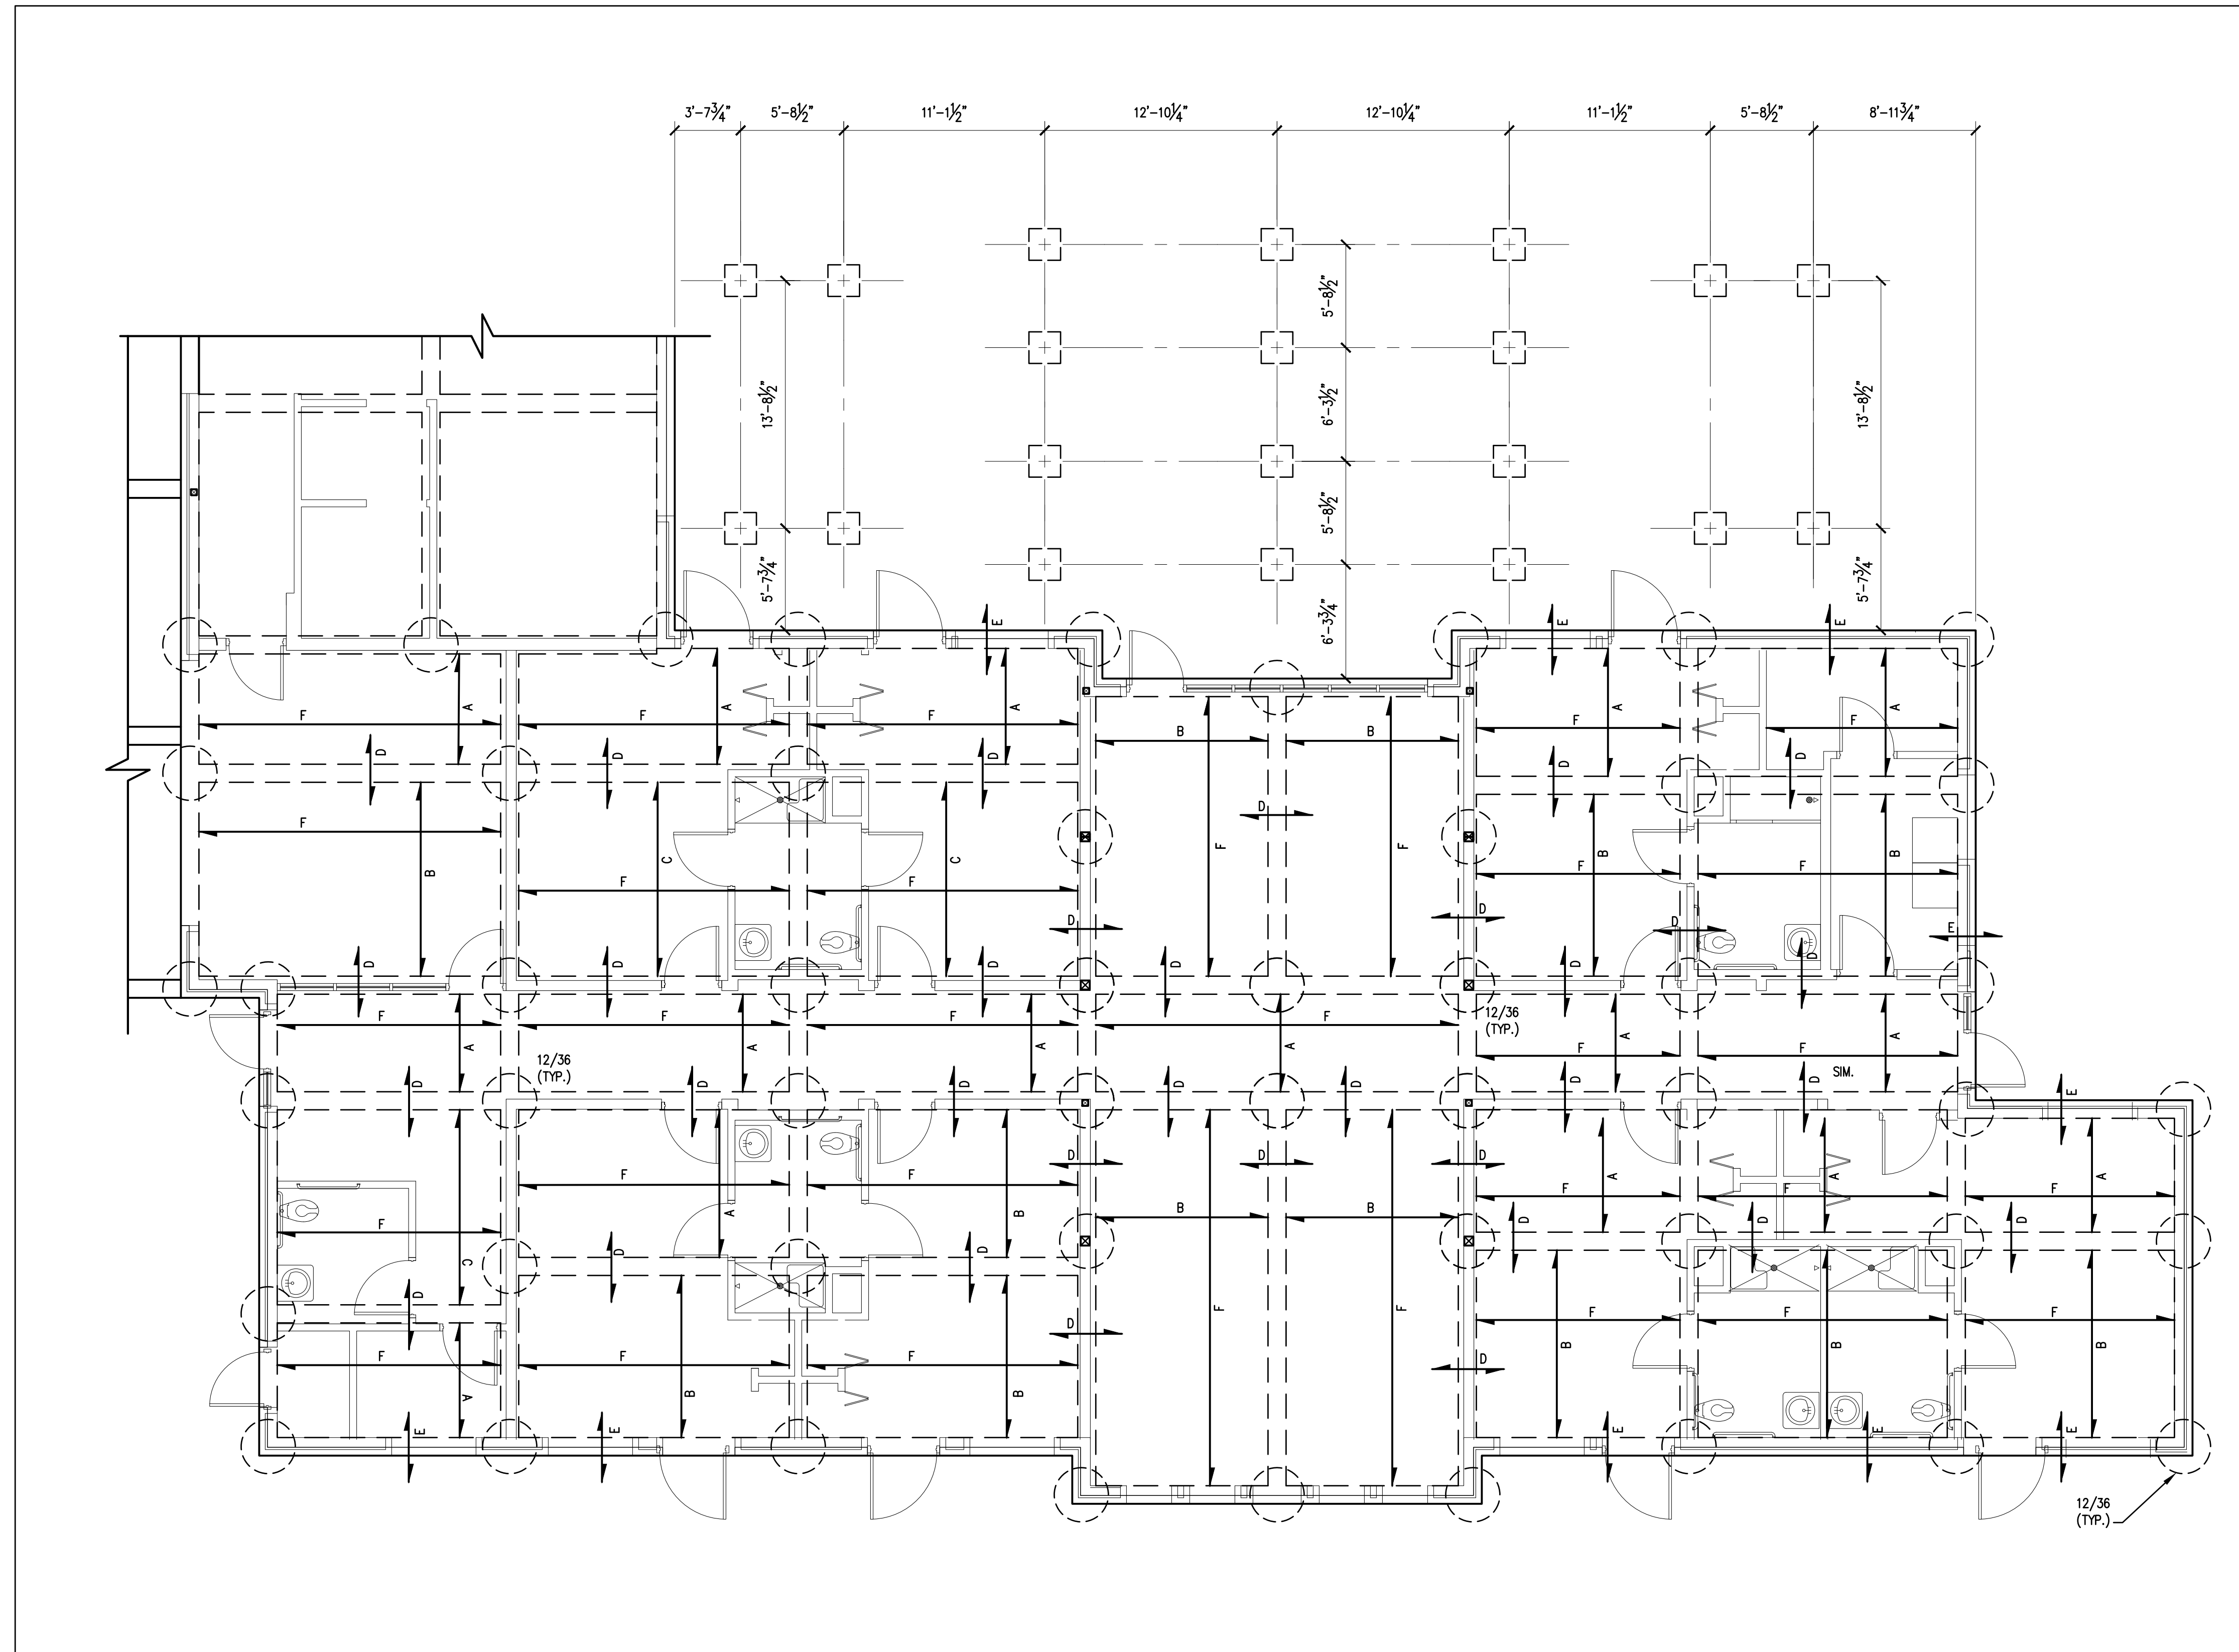 3'-7¾" 5'-8½" 11'-1½" 12'-10¼" 12'-10¼" 11'-1½" 5'-8½" 8'-11¾"
5'-8½"
13'-8½" 6'-3½" 13'-8½"
5'-8½"
5'-7¾" 5'-7¾"
6'-3¾"
E E E
A A A A A
F F F F F
B B
D D D D D
D
F B C C F F B B
F F F F
D D D D E
D D D D D D D
12/36
(TYP.)
F F F F
A A A A A A
F F
12/36
(TYP.)
SIM.
D D D D D D D E
D D D
F F F F F
C A B A A A
F B B
D D D D D D
D
F F
F F F
D D
F F F
B B B B B
A
E E E E E
12/36
(TYP.)